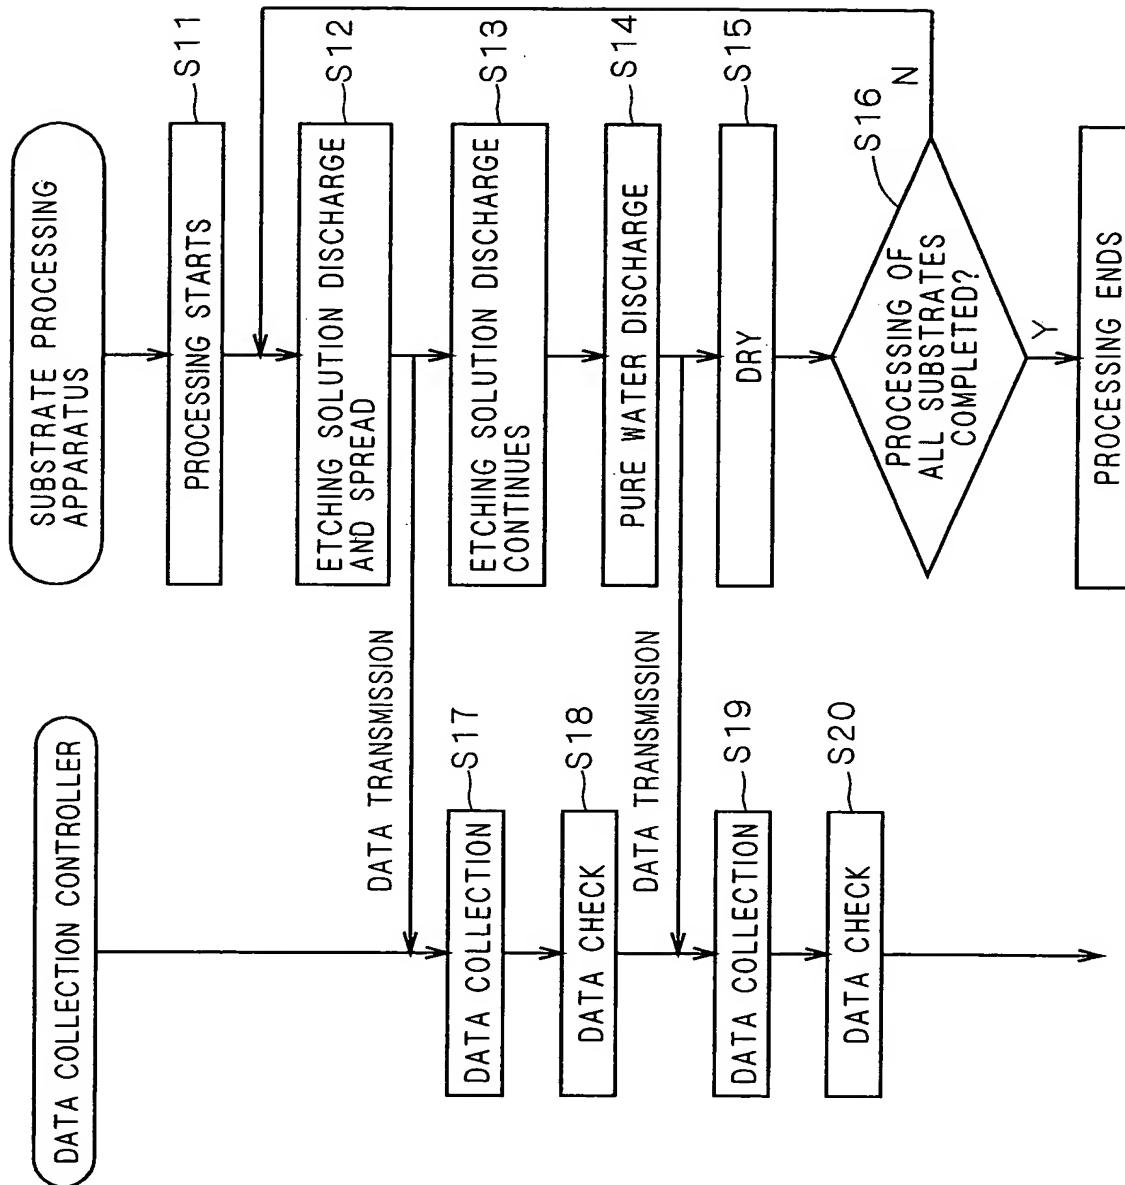 DATA COLLECTION CONTROLLER
SUBSTRATE PROCESSING
APPARATUS
PROCESSING STARTS
S11
ETCHING SOLUTION DISCHARGE
AND SPREAD
S12
DATA TRANSMISSION
ETCHING SOLUTION DISCHARGE
CONTINUES
S13
DATA COLLECTION
S17
DATA CHECK
S18
PURE WATER DISCHARGE
S14
DATA TRANSMISSION
DRY
S15
DATA COLLECTION
S19
DATA CHECK
S20
PROCESSING OF
ALL SUBSTRATES
COMPLETED?
S16
N
Y
PROCESSING ENDS